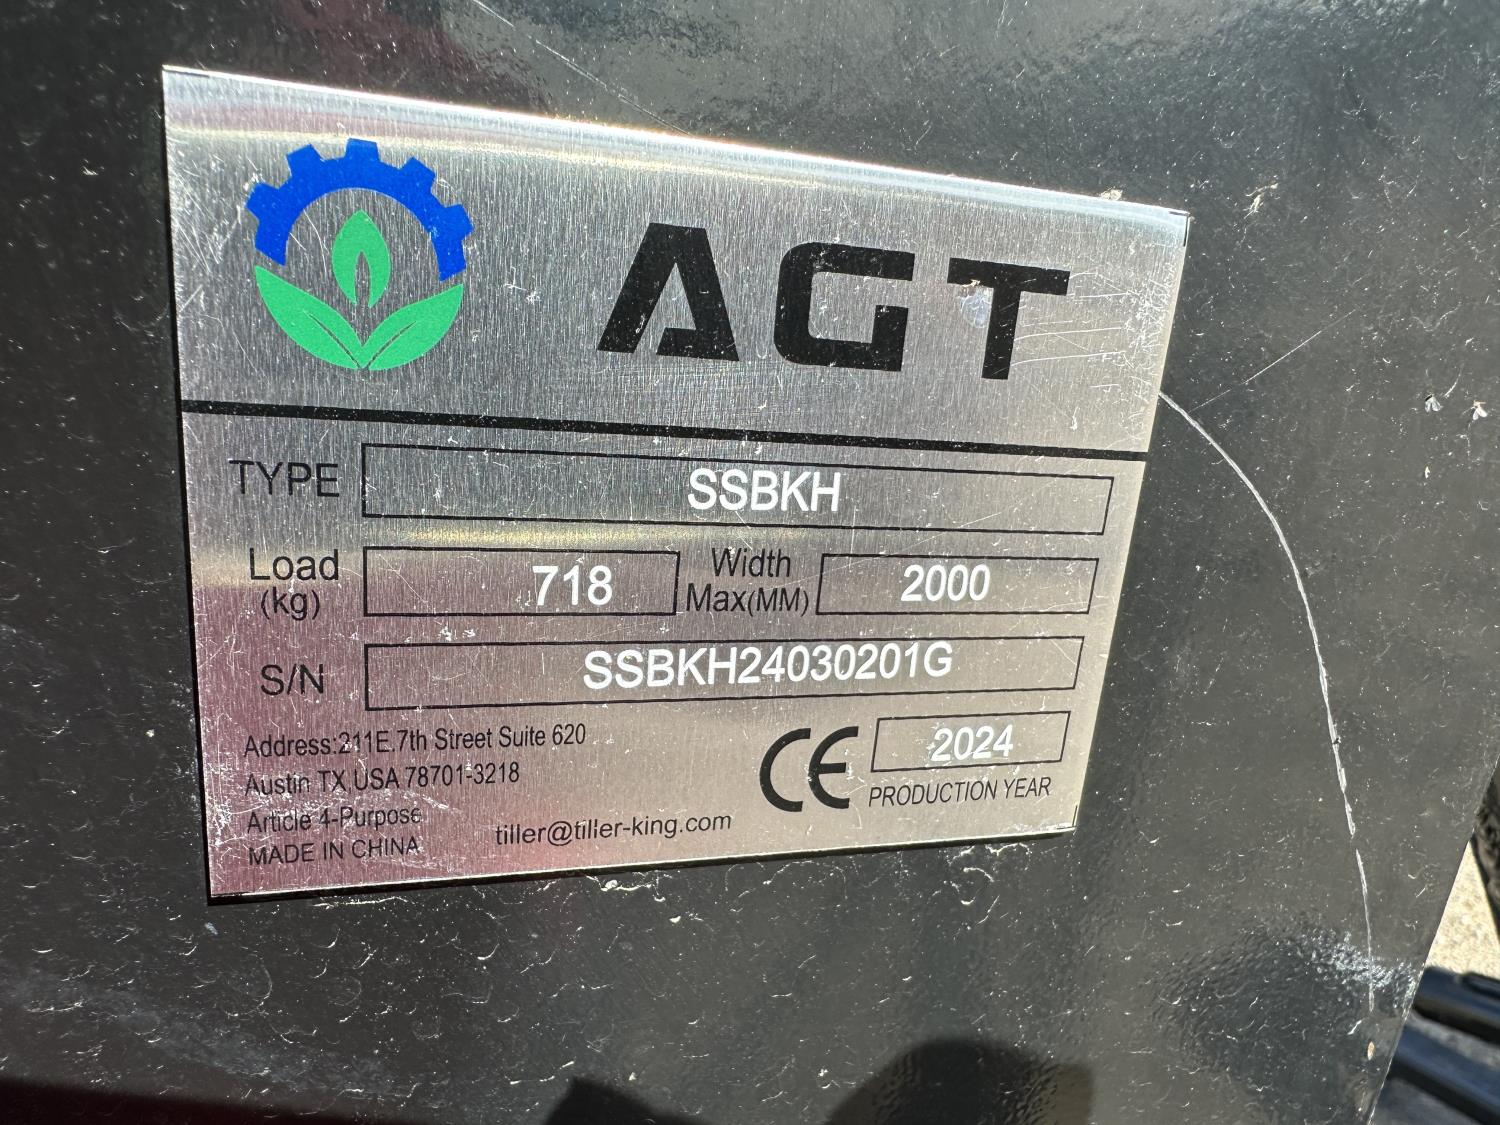 AGT
TYPE SSBKH
Load (kg) 718 Width Max(MM) 2000
S/N SSBKH24030201G
Address:211E.7th Street Suite 620
Austin TX,USA 78701-3218
Article 4-Purpose
MADE IN CHINA
tiller@tiller-king.com
CE 2024
PRODUCTION YEAR